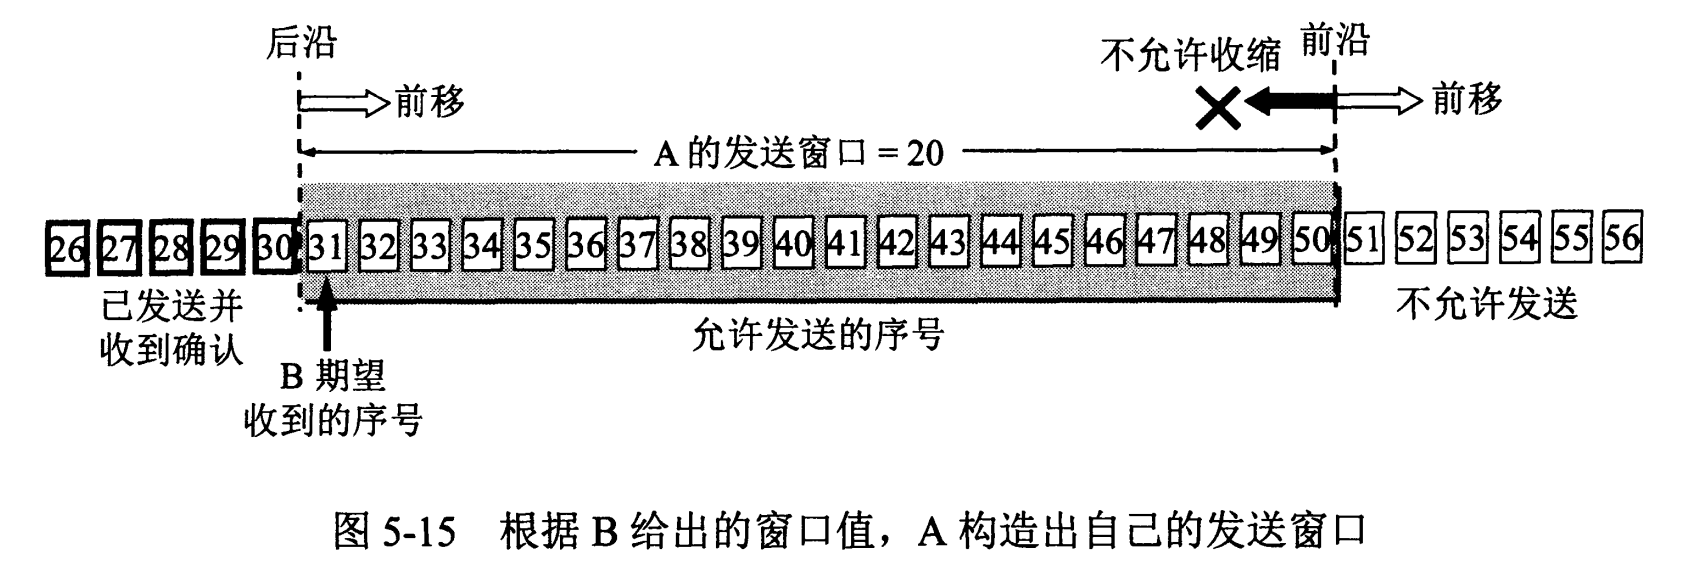 后沿
前沿
不允许收缩
前移
前移
A 的发送窗口 = 20
26 27 28 29 30 31 32 33 34 35 36 37 38 39 40 41 42 43 44 45 46 47 48 49 50 51 52 53 54 55 56
已发送并
收到确认
允许发送的序号
不允许发送
B 期望
收到的序号
图 5-15 根据 B 给出的窗口值，A 构造出自己的发送窗口